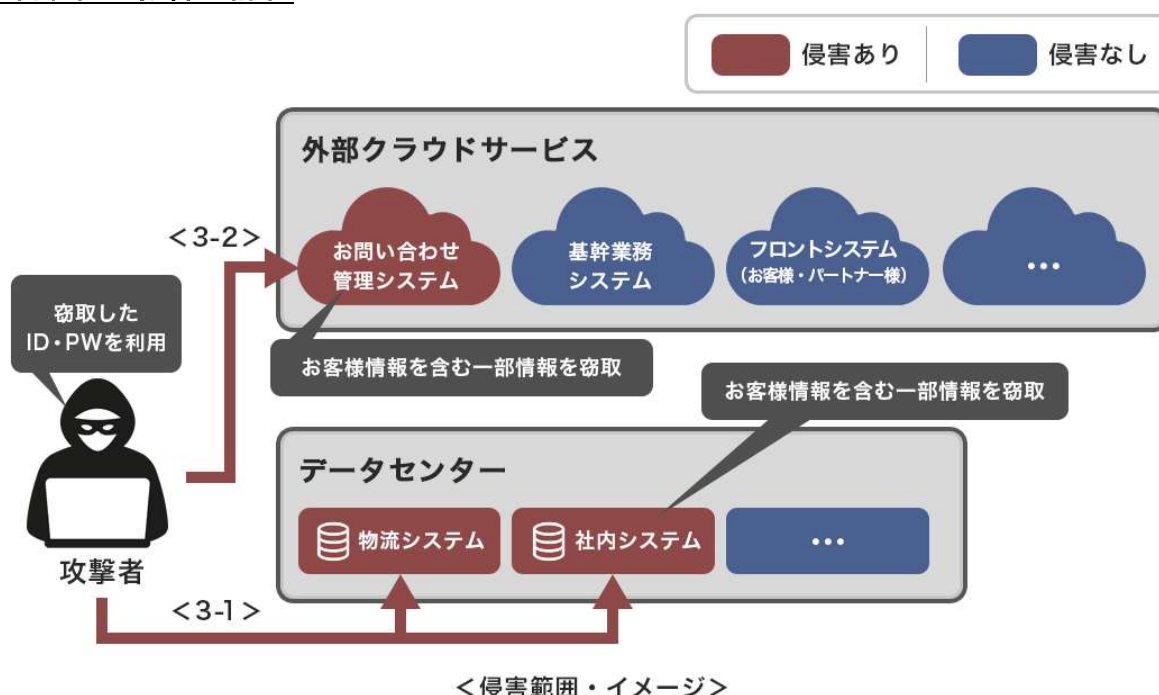 侵害あり
侵害なし
外部クラウドサービス
<3-2>
お問い合わせ
管理システム
基幹業務
システム
フロントシステム
(お客様・パートナー様)
…
窃取した
ID・PWを利用
お客様情報を含む一部情報を窃取
お客様情報を含む一部情報を窃取
データセンター
物流システム
社内システム
…
攻撃者
<3-1>
<侵害範囲・イメージ>